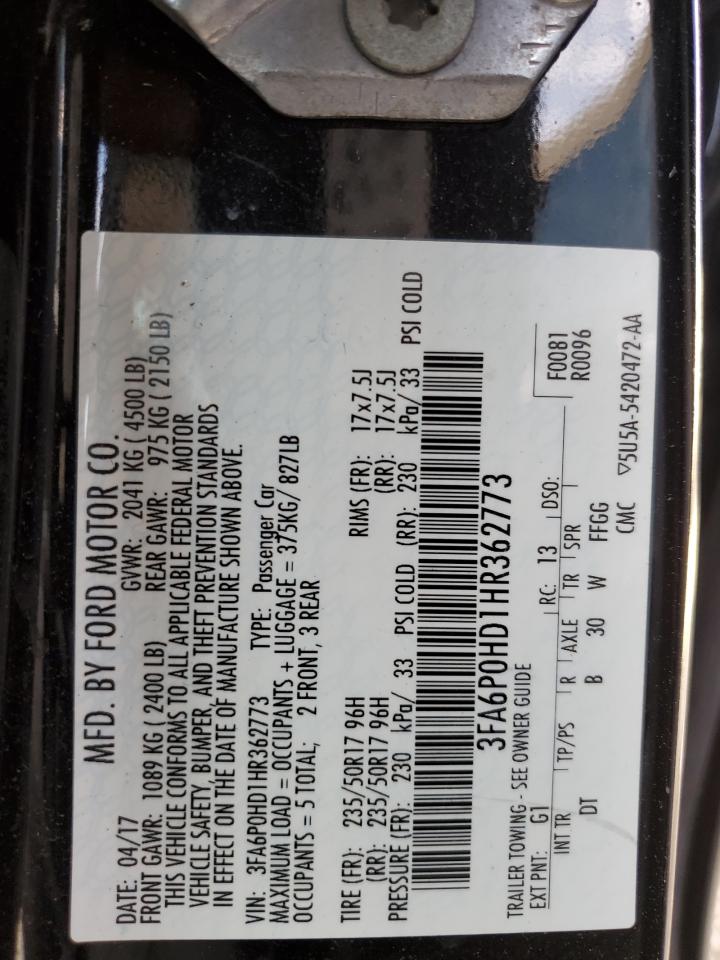 MFD. BY FORD MOTOR CO.
DATE: 04/17 GVWR: 2041 KG ( 4500 LB)
FRONT GAWR: 1089 KG ( 2400 LB) REAR GAWR: 975 KG ( 2150 LB)
THIS VEHICLE CONFORMS TO ALL APPLICABLE FEDERAL MOTOR
VEHICLE SAFETY, BUMPER, AND THEFT PREVENTION STANDARDS
IN EFFECT ON THE DATE OF MANUFACTURE SHOWN ABOVE.
VIN: 3FA6P0HD1HR362773 TYPE: Passenger Car
MAXIMUM LOAD = OCCUPANTS + LUGGAGE = 375KG/ 827LB
OCCUPANTS = 5 TOTAL; 2 FRONT, 3 REAR
TIRE (FR): 235/50R17 96H RIMS (FR): 17x7.5J
(RR): 235/50R17 96H (RR): 17x7.5J
PRESSURE (FR): 230 kPa/ 33 PSI COLD (RR): 230 kPa/ 33 PSI COLD
3FA6P0HD1HR362773
TRAILER TOWING - SEE OWNER GUIDE F0081
EXT PNT: G1 RC: 13 DSO: R0096
INT TR TP/PS R AXLE TR SPR
DT B 30 W FFGG
CMC ▽5U5A-5420472-AA